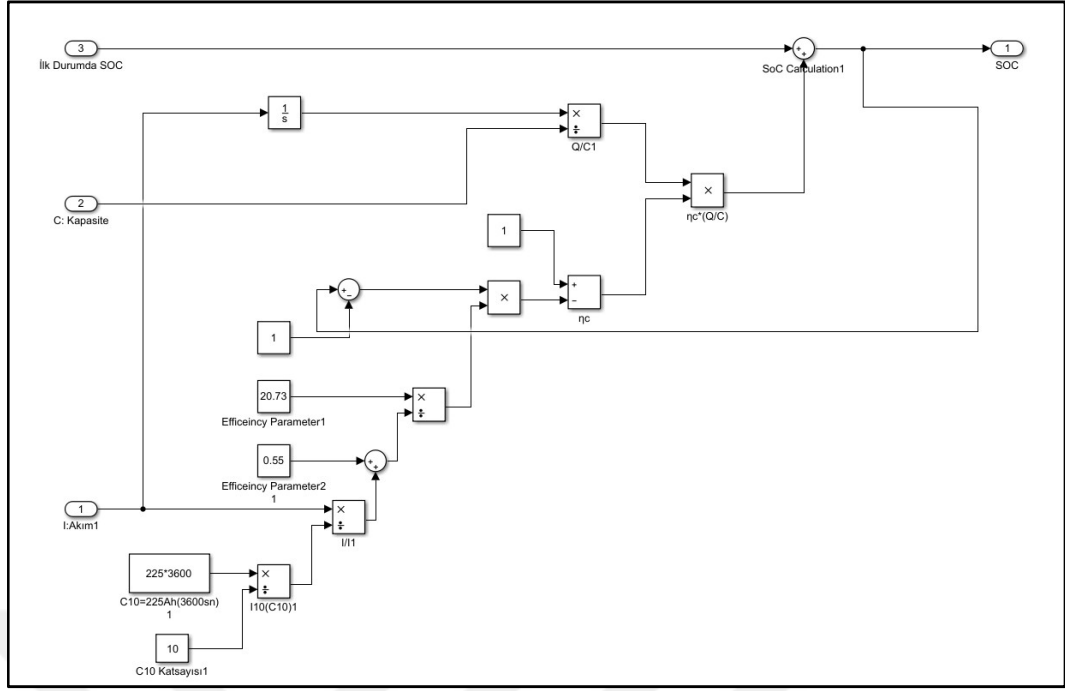 3
İlk Durumda SOC
+
+
SoC Calculation1
1
SOC
1
s
×
÷
Q/C1
2
C: Kapasite
×
ηc*(Q/C)
1
+
−
ηc
+
−
×
1
20.73
Efficeincy Parameter1
×
÷
0.55
Efficeincy Parameter2
1
+
+
1
I:Akım1
×
÷
I/I1
225*3600
C10=225Ah(3600sn)
1
×
÷
I10(C10)1
10
C10 Katsayısı1